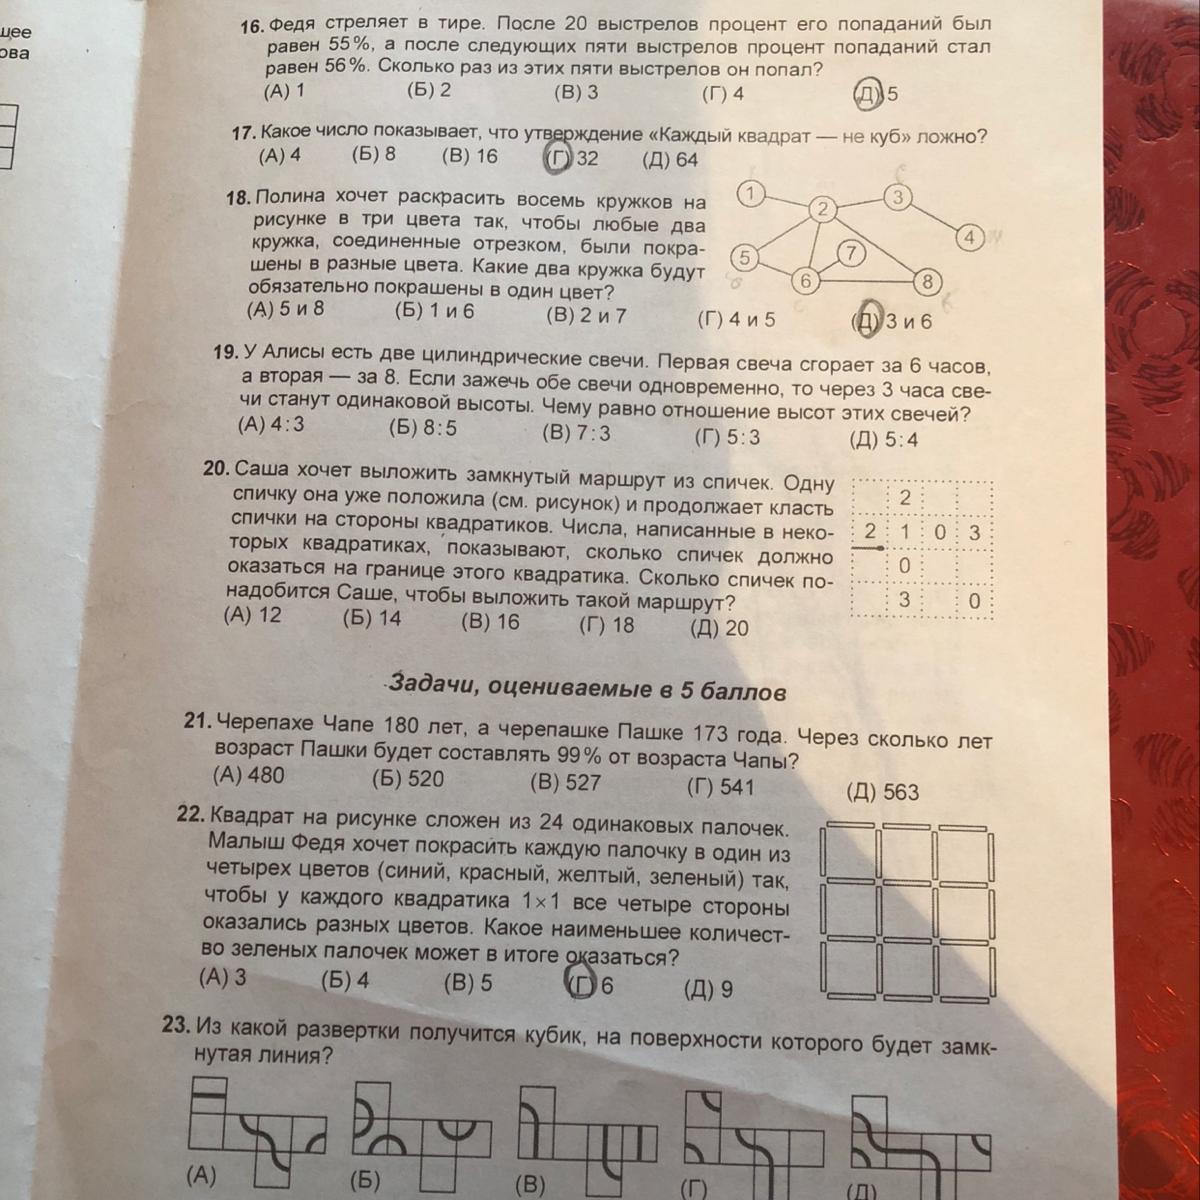 щее
ова
16. Федя стреляет в тире. После 20 выстрелов процент его попаданий был
равен 55%, а после следующих пяти выстрелов процент попаданий стал
равен 56%. Сколько раз из этих пяти выстрелов он попал?
(А) 1 (Б) 2 (В) 3 (Г) 4 (Д) 5
17. Какое число показывает, что утверждение «Каждый квадрат — не куб» ложно?
(А) 4 (Б) 8 (В) 16 (Г) 32 (Д) 64
18. Полина хочет раскрасить восемь кружков на
рисунке в три цвета так, чтобы любые два
кружка, соединенные отрезком, были покра-
шены в разные цвета. Какие два кружка будут
обязательно покрашены в один цвет?
1 2 3
4
5 7
6 8
(А) 5 и 8 (Б) 1 и 6 (В) 2 и 7 (Г) 4 и 5 (Д) 3 и 6
19. У Алисы есть две цилиндрические свечи. Первая свеча сгорает за 6 часов,
а вторая — за 8. Если зажечь обе свечи одновременно, то через 3 часа све-
чи станут одинаковой высоты. Чему равно отношение высот этих свечей?
(А) 4:3 (Б) 8:5 (В) 7:3 (Г) 5:3 (Д) 5:4
20. Саша хочет выложить замкнутый маршрут из спичек. Одну
спичку она уже положила (см. рисунок) и продолжает класть
спички на стороны квадратиков. Числа, написанные в неко-
торых квадратиках, показывают, сколько спичек должно
оказаться на границе этого квадратика. Сколько спичек по-
надобится Саше, чтобы выложить такой маршрут?
(А) 12 (Б) 14 (В) 16 (Г) 18 (Д) 20
2
2 1 0 3
0
3 0
Задачи, оцениваемые в 5 баллов
21. Черепахе Чапе 180 лет, а черепашке Пашке 173 года. Через сколько лет
возраст Пашки будет составлять 99% от возраста Чапы?
(А) 480 (Б) 520 (В) 527 (Г) 541 (Д) 563
22. Квадрат на рисунке сложен из 24 одинаковых палочек.
Малыш Федя хочет покрасить каждую палочку в один из
четырех цветов (синий, красный, желтый, зеленый) так,
чтобы у каждого квадратика 1×1 все четыре стороны
оказались разных цветов. Какое наименьшее количест-
во зеленых палочек может в итоге оказаться?
(А) 3 (Б) 4 (В) 5 (Г) 6 (Д) 9
23. Из какой развертки получится кубик, на поверхности которого будет замк-
нутая линия?
(А) (Б) (В) (Г) (Д)